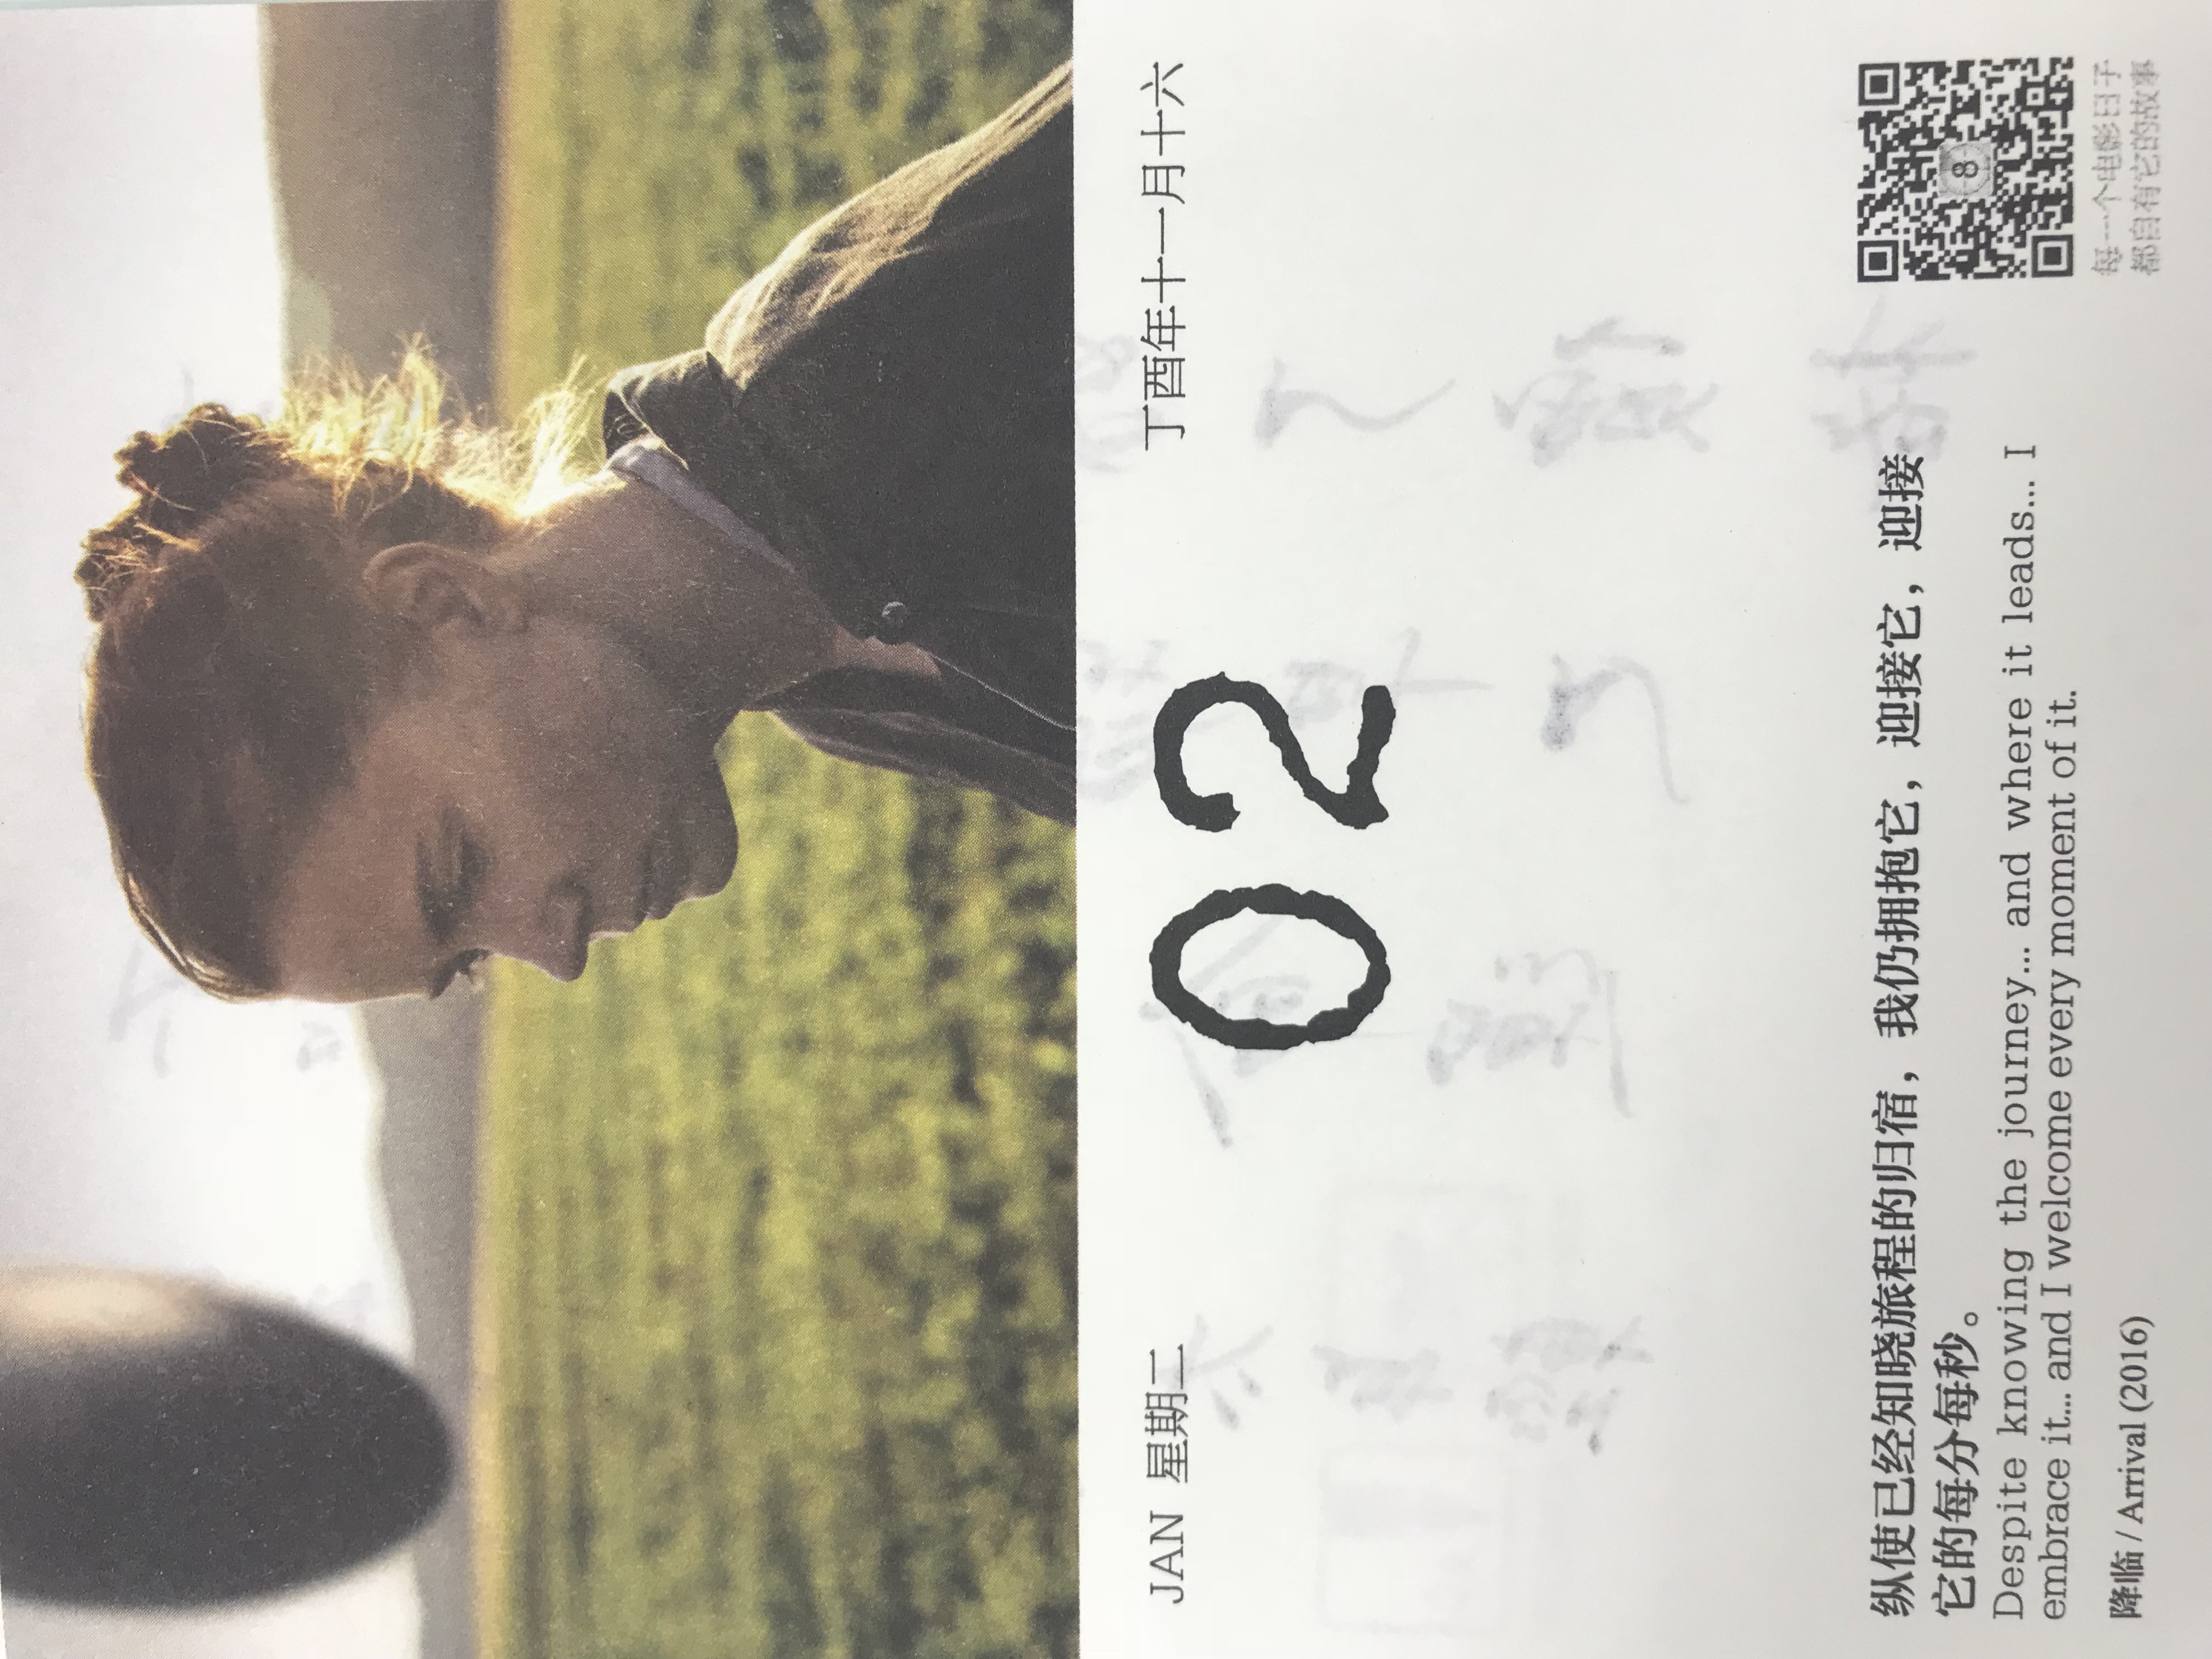 JAN 星期二
02
丁酉年十一月十六
纵使已经知晓旅程的归宿，我仍拥抱它，迎接它，迎接
它的每分每秒。
Despite knowing the journey... and where it leads... I
embrace it... and I welcome every moment of it.
降临 / Arrival (2016)
8
每一个电影日子
都自有它的故事